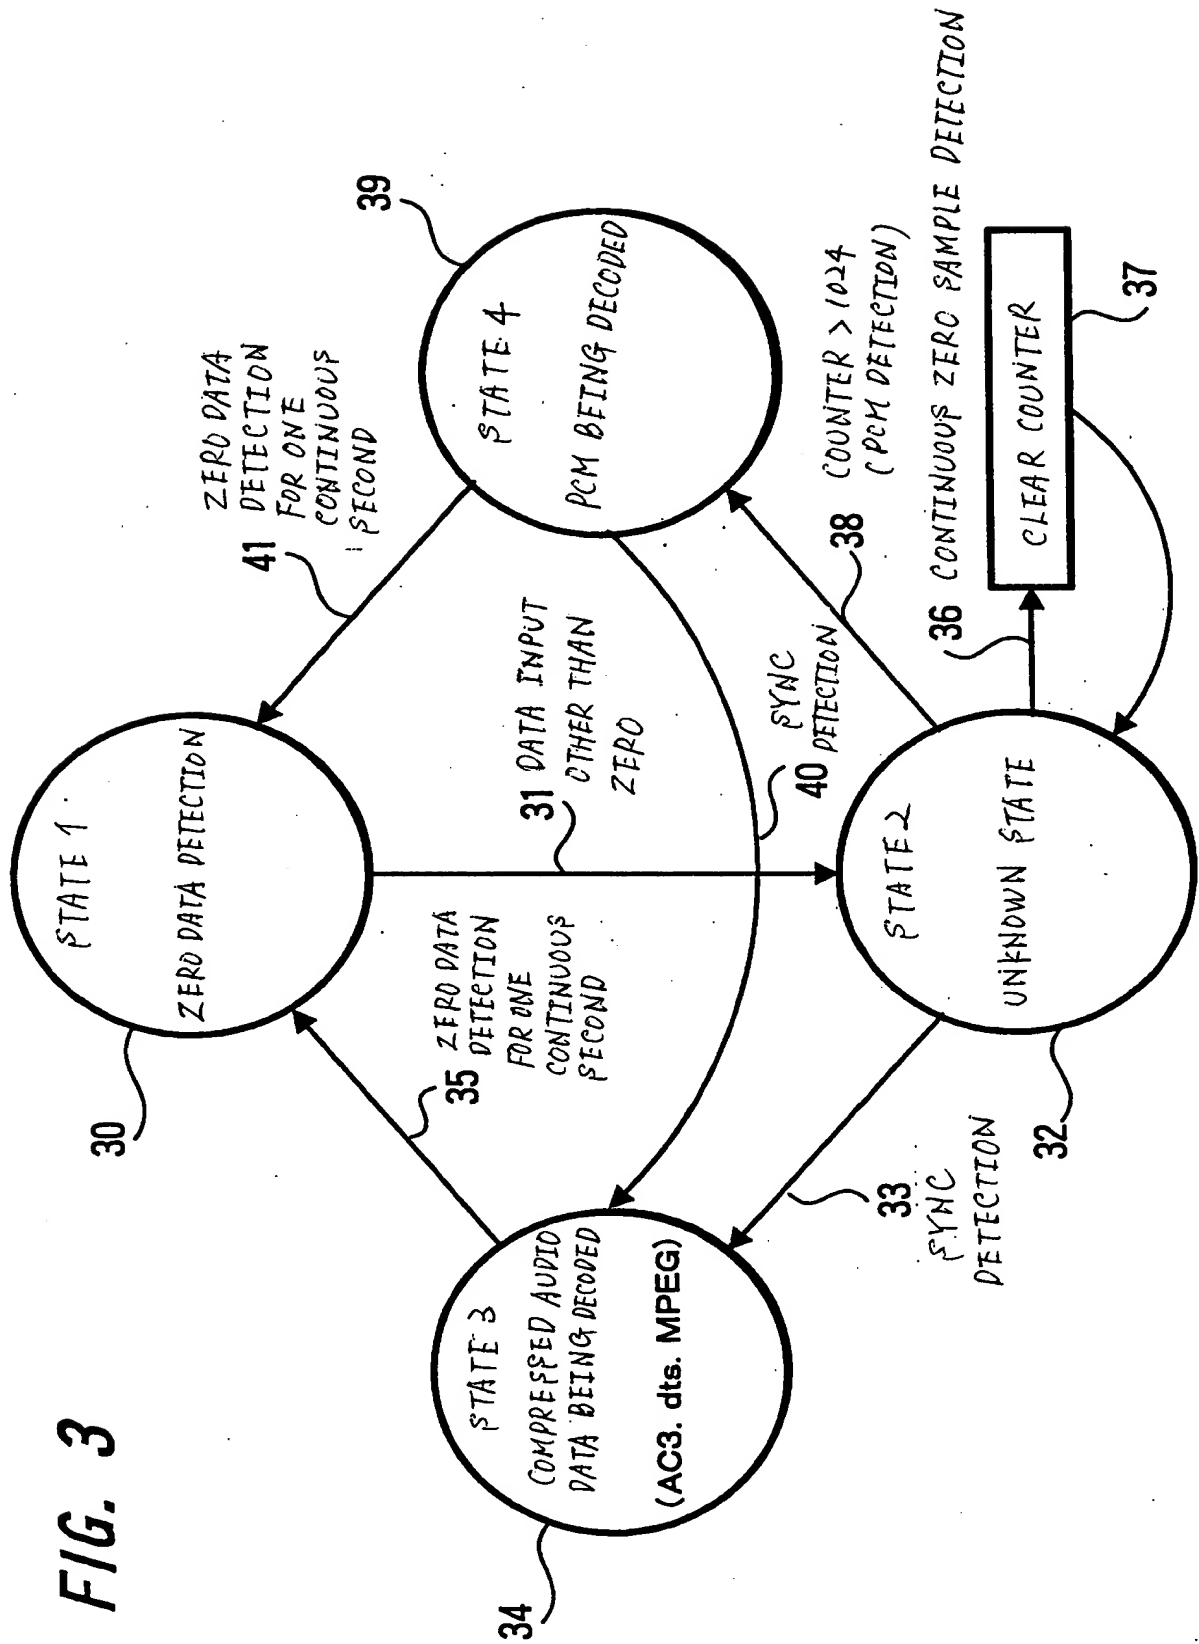 FIG. 3
STATE 1
ZERO DATA DETECTION
30
ZERO DATA
DETECTION
FOR ONE
CONTINUOUS
SECOND
41
35
ZERO DATA
DETECTION
FOR ONE
CONTINUOUS
SECOND
31
DATA INPUT
OTHER THAN
ZERO
STATE 3
COMPRESSED AUDIO
DATA BEING DECODED
(AC3. dts. MPEG)
34
STATE 4
PCM BEING DECODED
39
40
SYNC
DETECTION
33
SYNC
DETECTION
38
COUNTER > 1024
(PCM DETECTION)
STATE 2
UNKNOWN STATE
32
36
CONTINUOUS ZERO SAMPLE DETECTION
CLEAR COUNTER
37